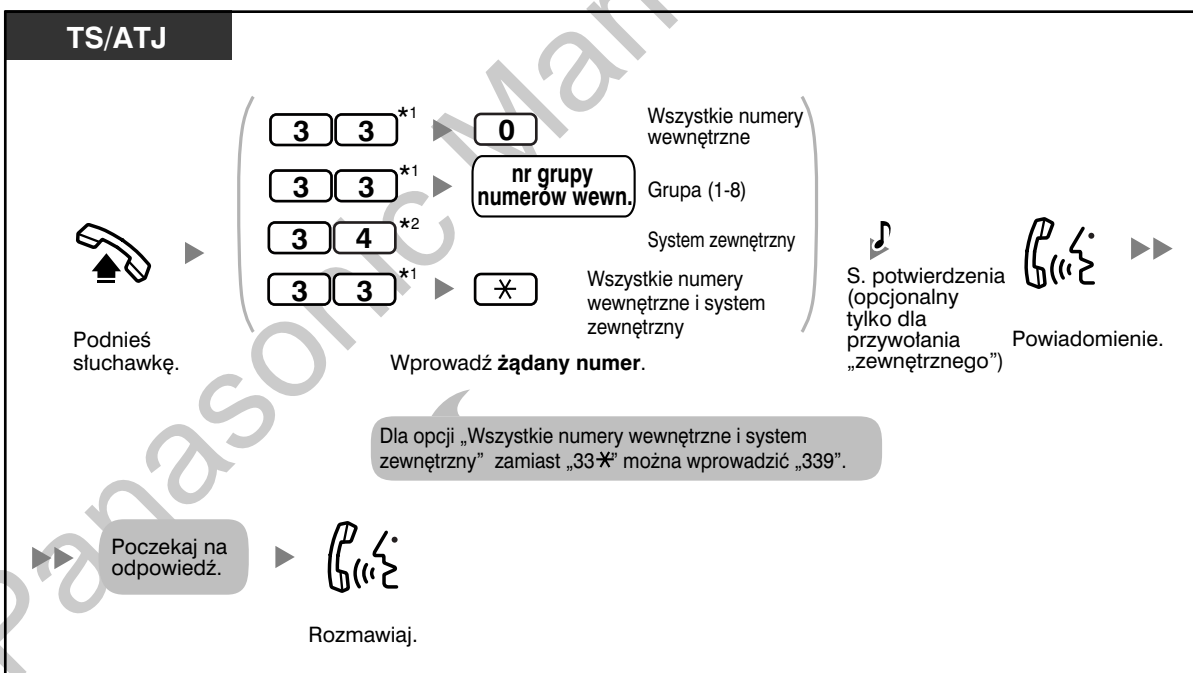 TS/ATJ
3 3 *1 0 Wszystkie numery
wewnętrzne
3 3 *1 nr grupy
numerów wewn. Grupa (1-8)
3 4 *2 System zewnętrzny
3 3 *1 * Wszystkie numery
wewnętrzne i system
zewnętrzny
Podnieś
słuchawkę.
Wprowadź żądany numer.
S. potwierdzenia
(opcjonalny
tylko dla
przywołania
„zewnętrznego”)
Powiadomienie.
Dla opcji „Wszystkie numery wewnętrzne i system
zewnętrzny” zamiast „33*” można wprowadzić „339”.
Poczekaj na
odpowiedź.
Rozmawiaj.
Panasonic Man